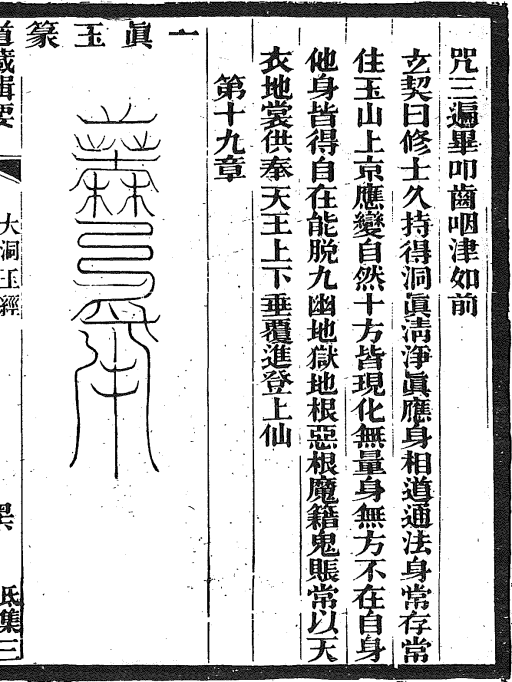 咒三遍畢叩齒咽津如前
玄契曰修士久持得洞眞清淨眞應身相道通法身常存常
住玉山上京應變自然十方皆現化無量身無方不在自身
他身皆得自在能脫九幽地獄地根惡根魔籍鬼賬常以天
衣地裳供奉天王上下垂覆進登上仙
第十九章
一眞玉篆
道藏輯要
大洞玉經
氐集三